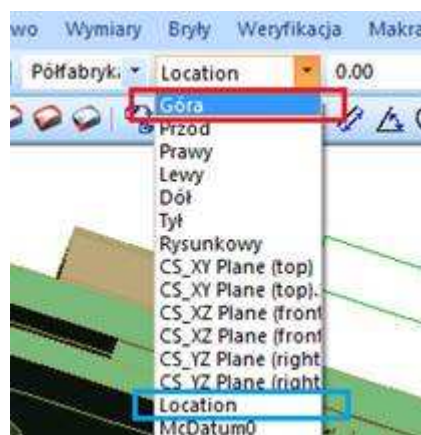 wo Wymiary Bryły Weryfikacja Makra
Półfabryk: Location 0.00
Góra
Przód
Prawy
Lewy
Dół
Tył
Rysunkowy
CS_XY Plane (top)
CS_XY Plane (top).
CS_XZ Plane (front
CS_XZ Plane (front
CS_YZ Plane (right
CS_YZ Plane (right
Location
McDatum0